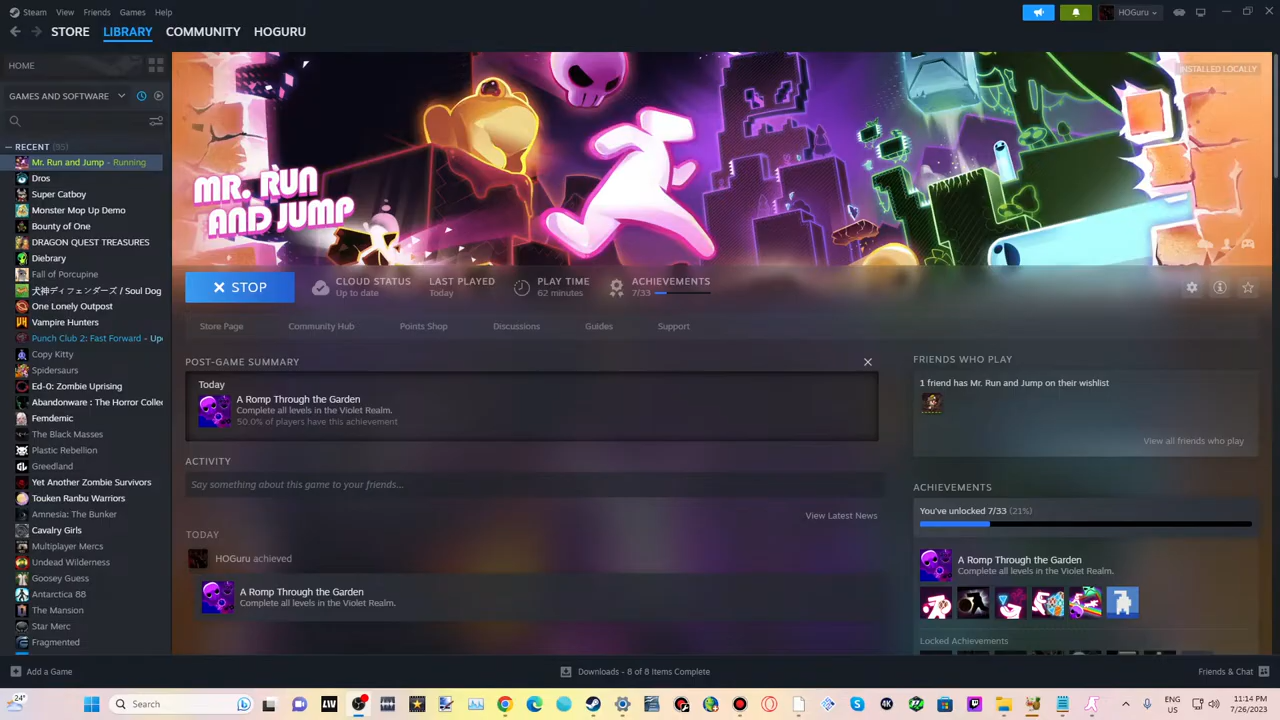 Steam View Friends Games Help
HOGuru
STORE LIBRARY COMMUNITY HOGURU
HOME
INSTALLED LOCALLY
GAMES AND SOFTWARE
RECENT (95)
Mr. Run and Jump - Running
Dros
Super Catboy
Monster Mop Up Demo
Bounty of One
DRAGON QUEST TREASURES
Diebrary
Fall of Porcupine
犬神ディフェンダーズ / Soul Dog
One Lonely Outpost
Vampire Hunters
Punch Club 2: Fast Forward - Up
Copy Kitty
Spidersaurs
Ed-0: Zombie Uprising
Abandonware : The Horror Collec
Femdemic
The Black Masses
Plastic Rebellion
Greedland
Yet Another Zombie Survivors
Touken Ranbu Warriors
Amnesia: The Bunker
Cavalry Girls
Multiplayer Mercs
Undead Wilderness
Goosey Guess
Antarctica 88
The Mansion
Star Merc
Fragmented
MR. RUN
AND JUMP
STOP
CLOUD STATUS
Up to date
LAST PLAYED
Today
PLAY TIME
62 minutes
ACHIEVEMENTS
7/33
Store Page Community Hub Points Shop Discussions Guides Support
POST-GAME SUMMARY
Today
A Romp Through the Garden
Complete all levels in the Violet Realm.
50.0% of players have this achievement
ACTIVITY
Say something about this game to your friends...
View Latest News
TODAY
HOGuru achieved
A Romp Through the Garden
Complete all levels in the Violet Realm.
FRIENDS WHO PLAY
1 friend has Mr. Run and Jump on their wishlist
View all friends who play
ACHIEVEMENTS
You've unlocked 7/33 (21%)
A Romp Through the Garden
Complete all levels in the Violet Realm.
Locked Achievements
Add a Game
Downloads - 8 of 8 Items Complete
Friends & Chat
24°
Search
LIV
4K
ENG
US
11:14 PM
7/26/2023